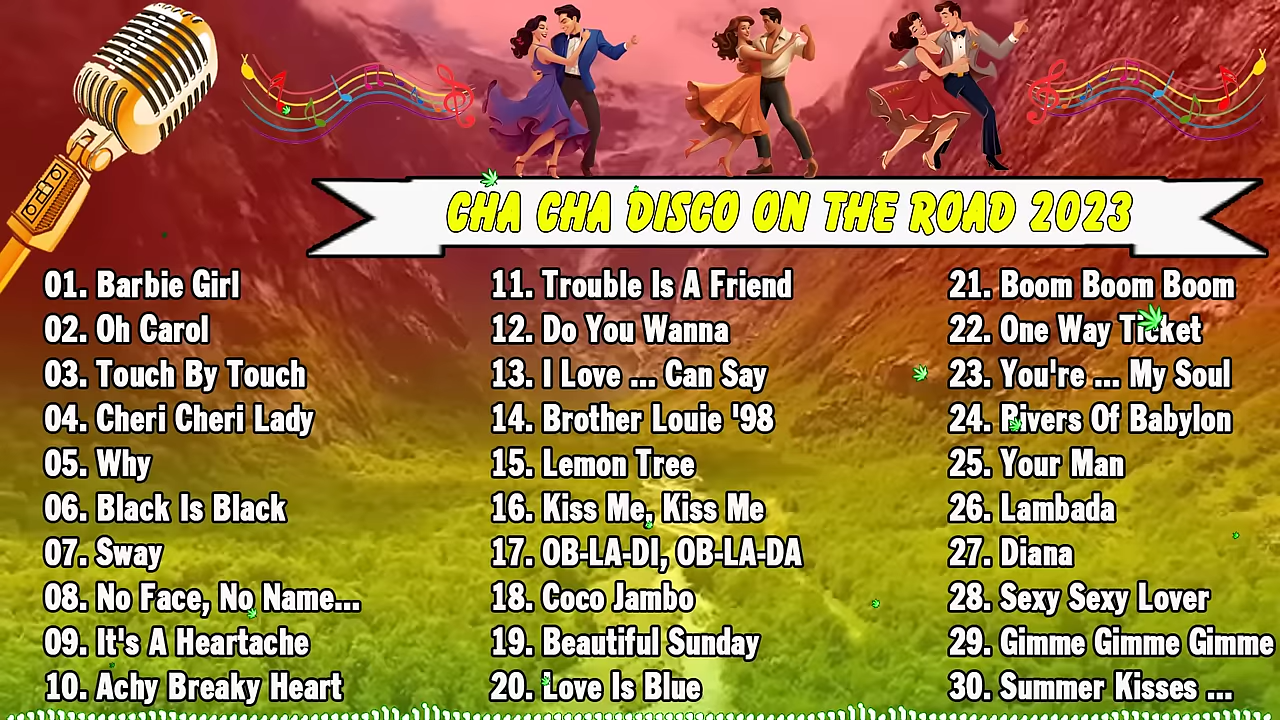 CHA CHA DISCO ON THE ROAD 2023
01. Barbie Girl
02. Oh Carol
03. Touch By Touch
04. Cheri Cheri Lady
05. Why
06. Black Is Black
07. Sway
08. No Face, No Name...
09. It's A Heartache
10. Achy Breaky Heart
11. Trouble Is A Friend
12. Do You Wanna
13. I Love ... Can Say
14. Brother Louie '98
15. Lemon Tree
16. Kiss Me, Kiss Me
17. OB-LA-DI, OB-LA-DA
18. Coco Jambo
19. Beautiful Sunday
20. Love Is Blue
21. Boom Boom Boom
22. One Way Ticket
23. You're ... My Soul
24. Rivers Of Babylon
25. Your Man
26. Lambada
27. Diana
28. Sexy Sexy Lover
29. Gimme Gimme Gimme
30. Summer Kisses ...